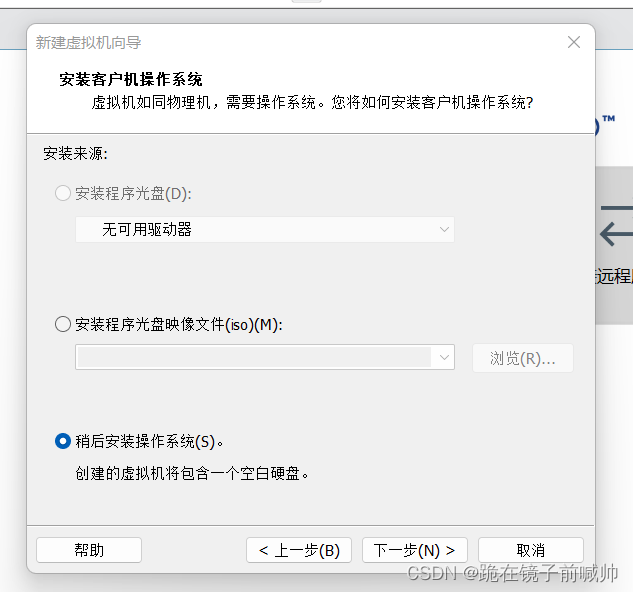 新建虚拟机向导
安装客户机操作系统
虚拟机如同物理机，需要操作系统。您将如何安装客户机操作系统?
™
安装来源:
安装程序光盘(D):
无可用驱动器
远程
安装程序光盘映像文件(iso)(M):
浏览(R)...
稍后安装操作系统(S)。
创建的虚拟机将包含一个空白硬盘。
帮助
< 上一步(B)
下一步(N) >
取消
CSDN @跪在镜子前喊帅